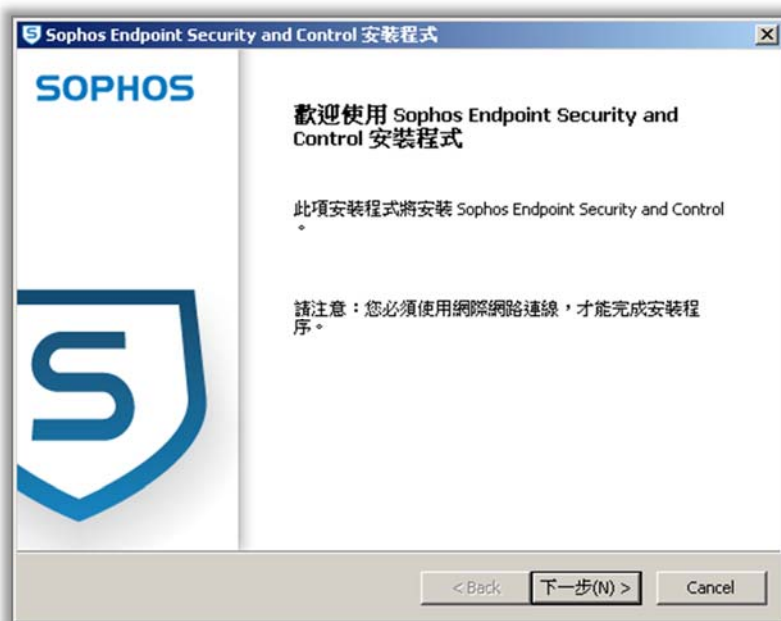 Sophos Endpoint Security and Control 安裝程式
SOPHOS
歡迎使用 Sophos Endpoint Security and
Control 安裝程式
此項安裝程式將安裝 Sophos Endpoint Security and Control
。
請注意：您必須使用網際網路連線，才能完成安裝程
序。
< Back
下一步(N) >
Cancel